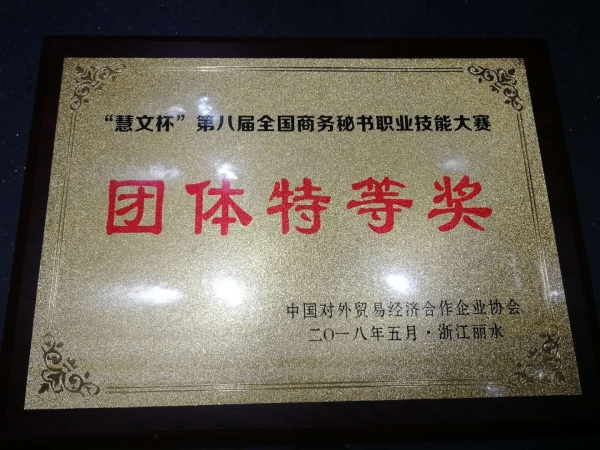 “慧文杯”第八届全国商务秘书职业技能大赛
团体特等奖
中国对外贸易经济合作企业协会
二〇一八年五月·浙江丽水